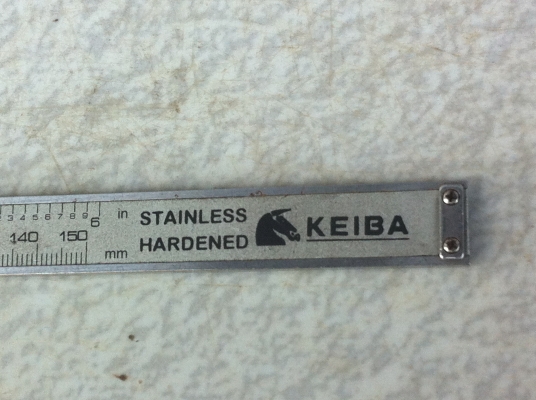 3 4 5 6 7 8 9 6 in
140 150 mm
STAINLESS
HARDENED
KEIBA